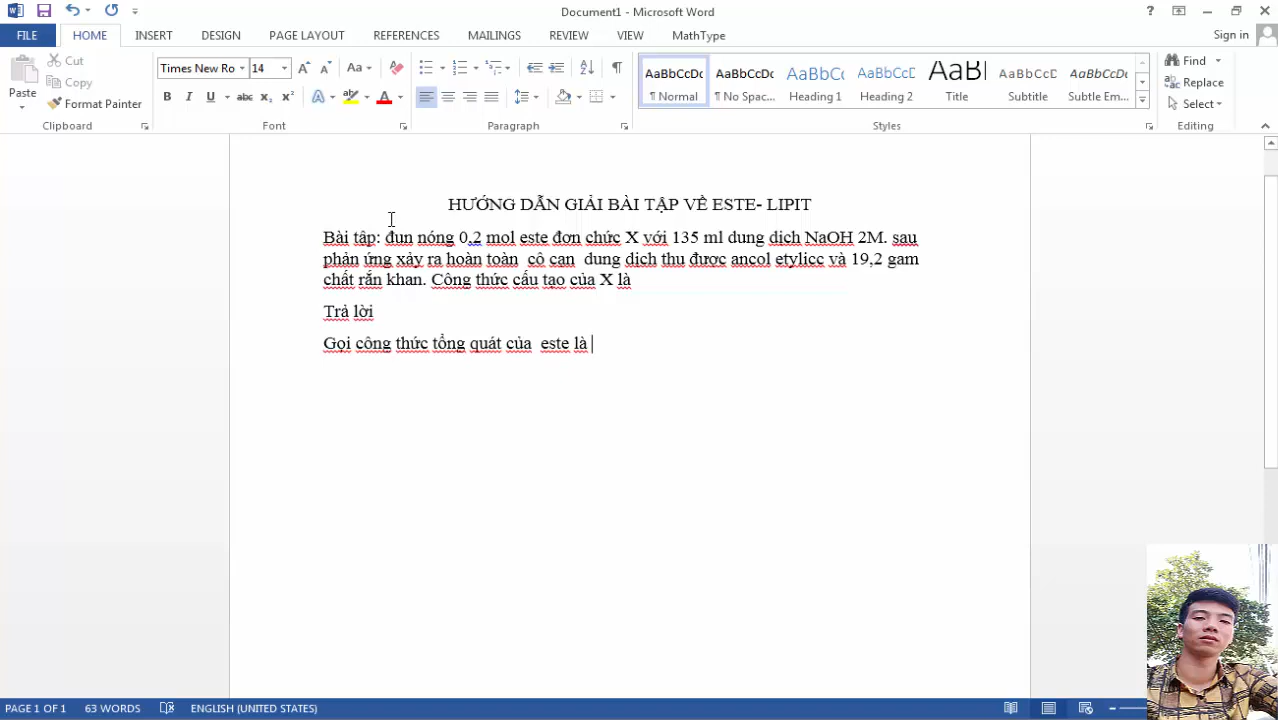 Document1 - Microsoft Word
? Sign in
FILE HOME INSERT DESIGN PAGE LAYOUT REFERENCES MAILINGS REVIEW VIEW MathType
Paste Cut Copy Format Painter
Clipboard
Times New Ro 14 Aa
B I U abc x₂ x² A A
Font
Paragraph
AaBbCcDc AaBbCcDc AaBbC AaBbCcD AaBl AaBbCcD AaBbCcDc
¶ Normal ¶ No Spac... Heading 1 Heading 2 Title Subtitle Subtle Em...
Styles
Find
Replace
Select
Editing
HƯỚNG DẪN GIẢI BÀI TẬP VỀ ESTE- LIPIT
Bài tâp: đun nóng 0,2 mol este đơn chức X với 135 ml dung dịch NaOH 2M. sau
phản ứng xảy ra hoàn toàn cô cạn dung dịch thu được ancol etylicc và 19,2 gam
chất rắn khan. Công thức cấu tạo của X là
Trả lời
Gọi công thức tổng quát của este là
PAGE 1 OF 1 63 WORDS ENGLISH (UNITED STATES)